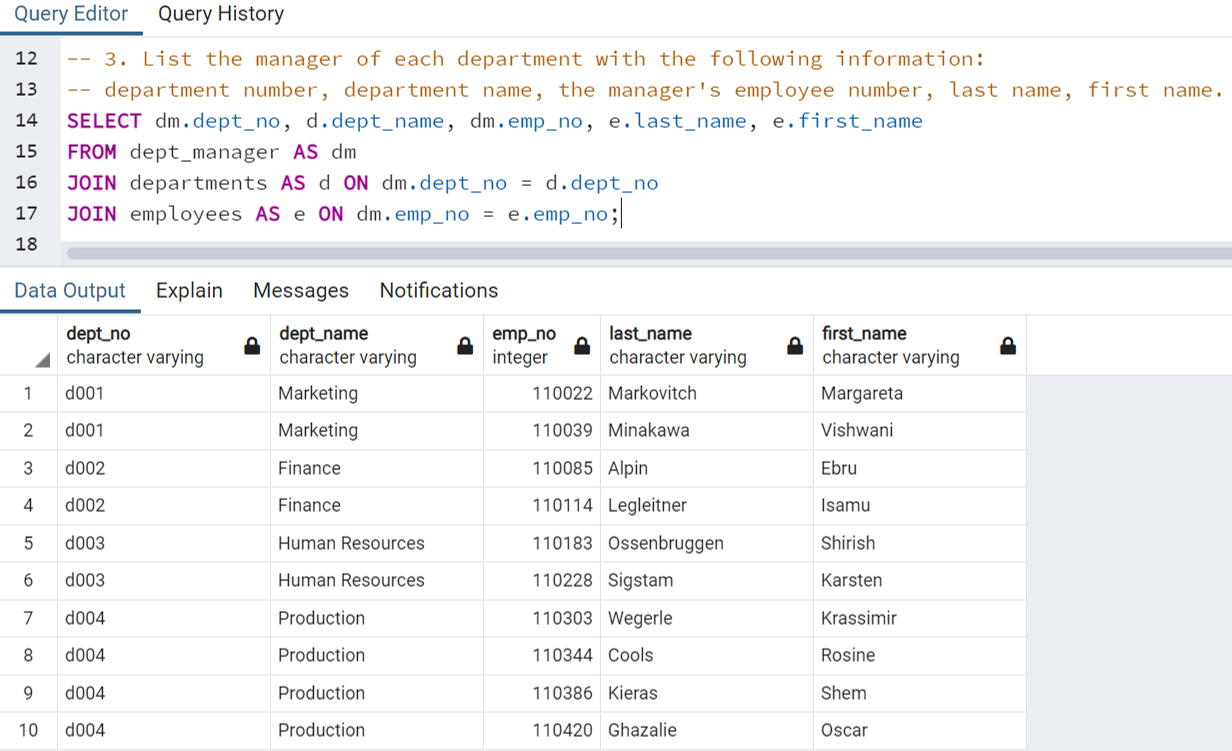 Query Editor Query History
12 -- 3. List the manager of each department with the following information:
13 -- department number, department name, the manager's employee number, last name, first name.
14 SELECT dm.dept_no, d.dept_name, dm.emp_no, e.last_name, e.first_name
15 FROM dept_manager AS dm
16 JOIN departments AS d ON dm.dept_no = d.dept_no
17 JOIN employees AS e ON dm.emp_no = e.emp_no;
18
Data Output Explain Messages Notifications
dept_no dept_name emp_no last_name first_name
character varying character varying integer character varying character varying
1 d001 Marketing 110022 Markovitch Margareta
2 d001 Marketing 110039 Minakawa Vishwani
3 d002 Finance 110085 Alpin Ebru
4 d002 Finance 110114 Legleitner Isamu
5 d003 Human Resources 110183 Ossenbruggen Shirish
6 d003 Human Resources 110228 Sigstam Karsten
7 d004 Production 110303 Wegerle Krassimir
8 d004 Production 110344 Cools Rosine
9 d004 Production 110386 Kieras Shem
10 d004 Production 110420 Ghazalie Oscar